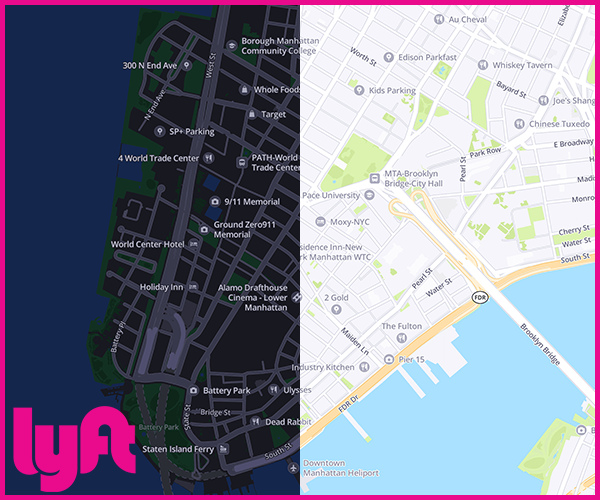 Au Cheval
Elizab
Borough Manhattan
Community College
Worth St
Edison Parkfast
West St
300 N End Ave
Whiskey Tavern
N End Ave
Whole Foods
Kids Parking
Bayard St
Joe's Shang
Target
Chinese Tuxedo
SP+ Parking
E Broadway
4 World Trade Center
PATH-World
Trade Center
Park Row
Pearl St
MTA-Brooklyn
Bridge-City Hall
Madi
Pace University
Monroe
9/11 Memorial
Ground Zero911
Memorial
Moxy-NYC
Cherry St
World Center Hotel
sidence Inn-New
rk Manhattan WTC
Water St
South St
Holiday Inn
Alamo Drafthouse
Cinema - Lower
Manhattan
Pearl St
Water St
2 Gold
FDR
Battery Pl
Maiden Ln
The Fulton
Brooklyn Bridge
Pier 15
Industry Kitchen
Battery Park
Ulysses
FDR Dr
State St
Bridge St
Dead Rabbit
Battery Park
lyft
Staten Island Ferry
South St
Downtown
Manhattan Heliport
B